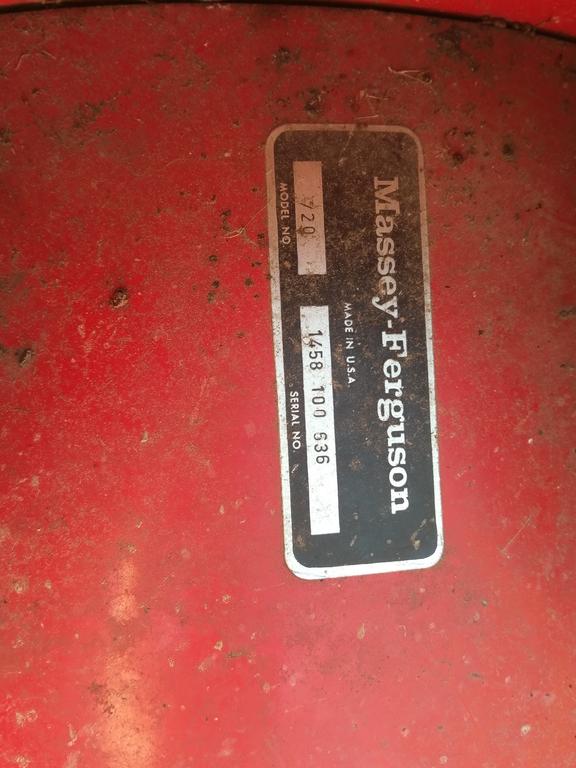 Massey-Ferguson
MADE IN U.S.A.
720 1458 100 636
MODEL NO. SERIAL NO.